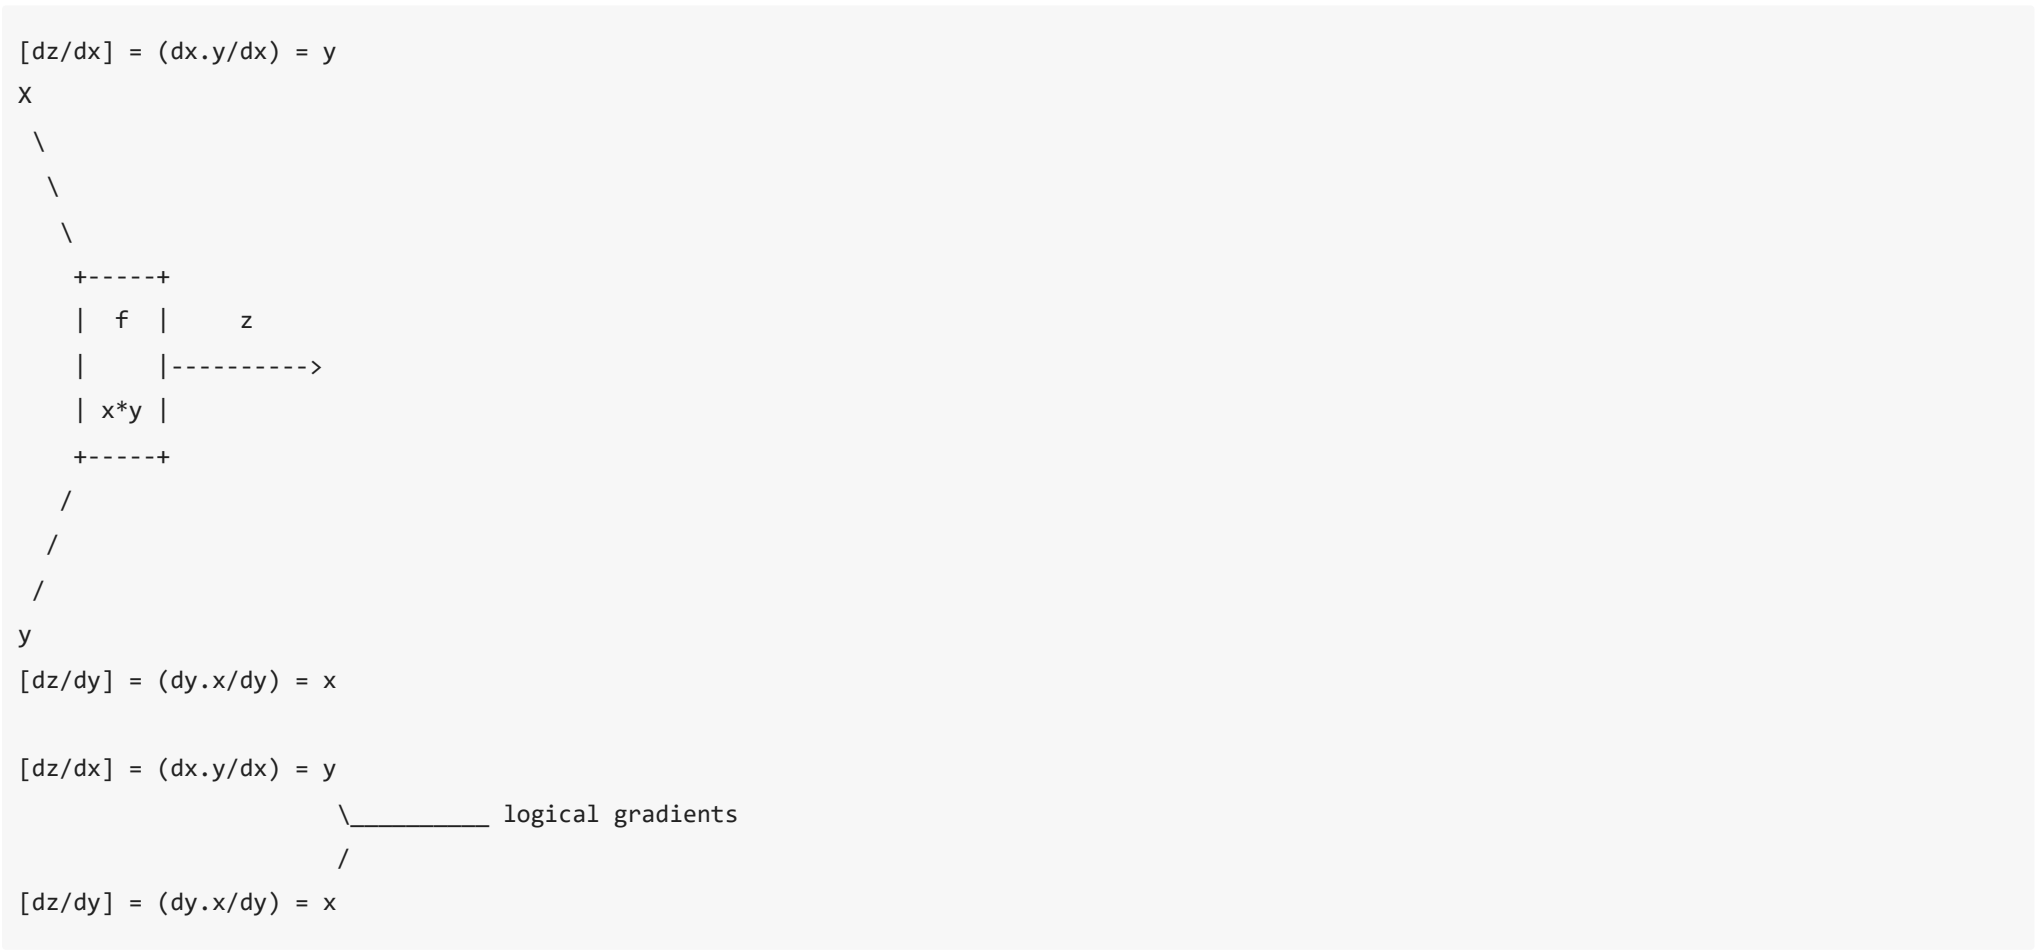 [dz/dx] = (dx.y/dx) = y
X
 \
  \
   \
    +-----+
    |  f  |     z
    |     |---------->
    | x*y |
    +-----+
   /
  /
 /
y
[dz/dy] = (dy.x/dy) = x

[dz/dx] = (dx.y/dx) = y
                       \__________ logical gradients
                       /
[dz/dy] = (dy.x/dy) = x